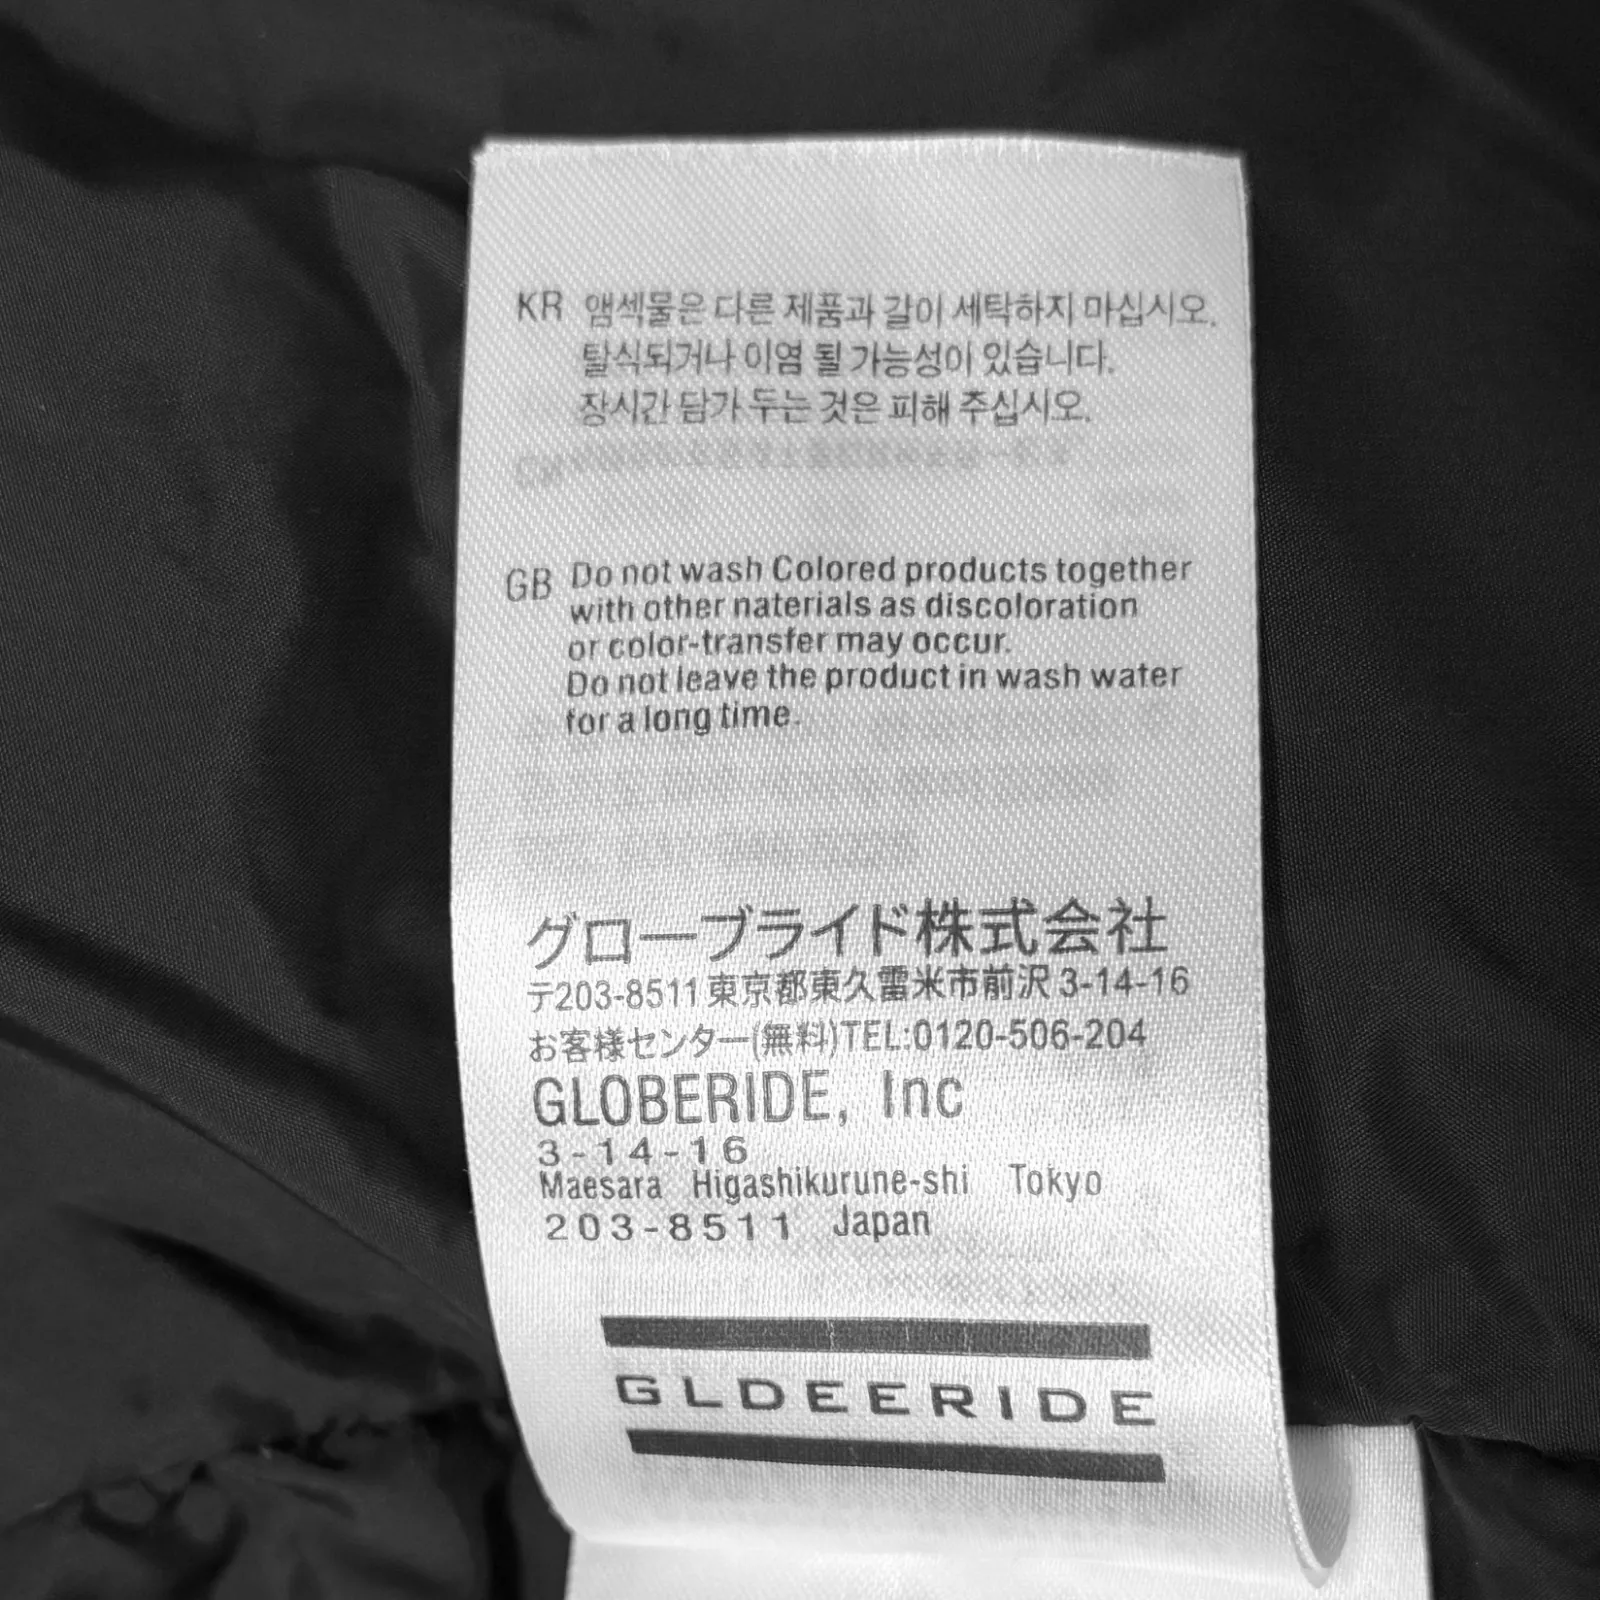 KR 앰섹물은 다른 제품과 갈이 세탁하지 마십시오.
탈식되거나 이염 될 가능성이 있습니다.
장시간 담가 두는 것은 피해 주십시오.
GB Do not wash Colored products together
with other naterials as discoloration
or color-transfer may occur.
Do not leave the product in wash water
for a long time.
グローブライド株式会社
テ203-8511 東京都東久雷米市前沢 3-14-16
お客様センター(無料)TEL:0120-506-204
GLOBERIDE, Inc
3-14-16
Maesara Higashikurune-shi Tokyo
203-8511 Japan
GLDEERIDE